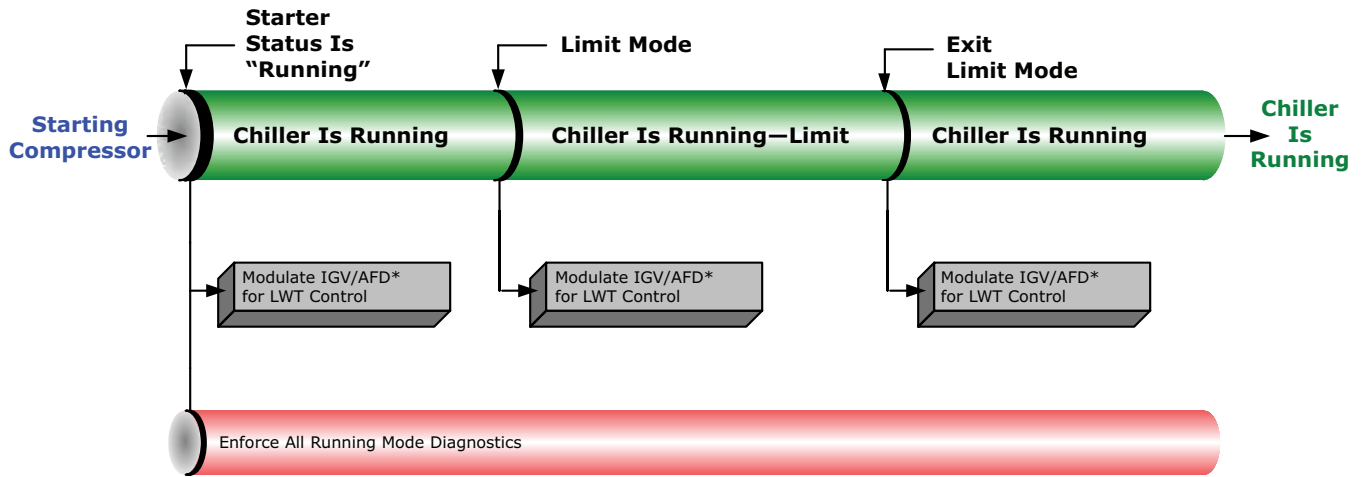 Starter
Status Is
“Running”
Limit Mode
Exit
Limit Mode
Starting
Compressor
Chiller Is Running
Chiller Is Running—Limit
Chiller Is Running
Chiller
Is
Running
Modulate IGV/AFD*
for LWT Control
Modulate IGV/AFD*
for LWT Control
Modulate IGV/AFD*
for LWT Control
Enforce All Running Mode Diagnostics